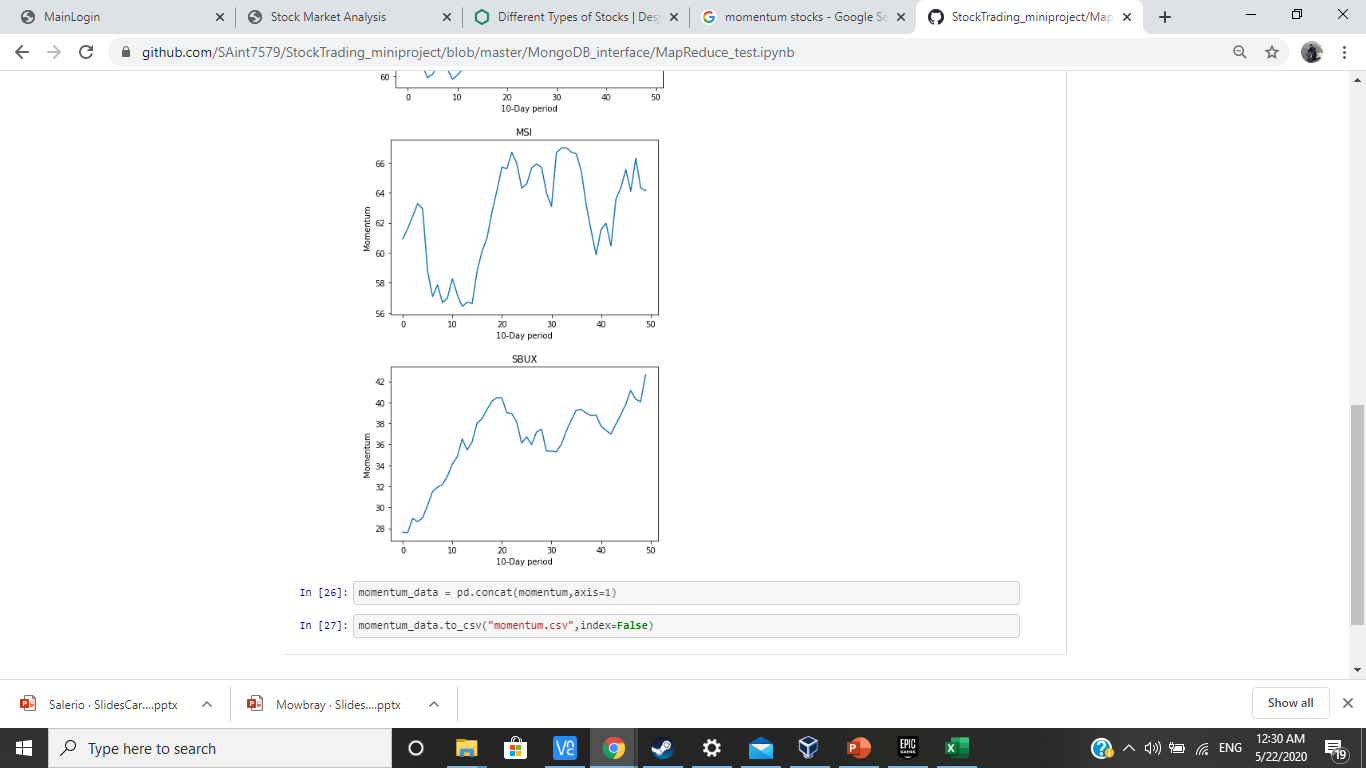 MainLogin
Stock Market Analysis
Different Types of Stocks | Desj
momentum stocks - Google Se
StockTrading_miniproject/Map
github.com/SAint7579/StockTrading_miniproject/blob/master/MongoDB_interface/MapReduce_test.ipynb
60
0 10 20 30 40 50
10-Day period
MSI
66
64
62
60
58
56
Momentum
0 10 20 30 40 50
10-Day period
SBUX
42
40
38
36
34
32
30
28
Momentum
0 10 20 30 40 50
10-Day period
In [26]: momentum_data = pd.concat(momentum,axis=1)
In [27]: momentum_data.to_csv("momentum.csv",index=False)
Salerio · SlidesCar....pptx
Mowbray · Slides....pptx
Show all
Type here to search
EPIC GAMES
ENG
12:30 AM
5/22/2020
19